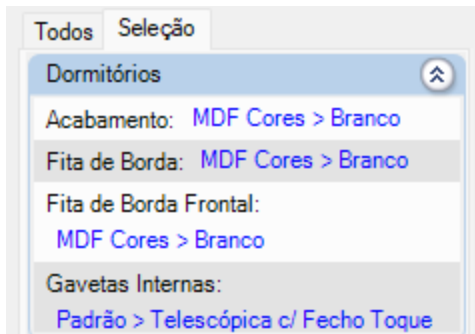 Todos Seleção
Dormitórios
Acabamento: MDF Cores > Branco
Fita de Borda: MDF Cores > Branco
Fita de Borda Frontal:
MDF Cores > Branco
Gavetas Internas:
Padrão > Telescópica c/ Fecho Toque